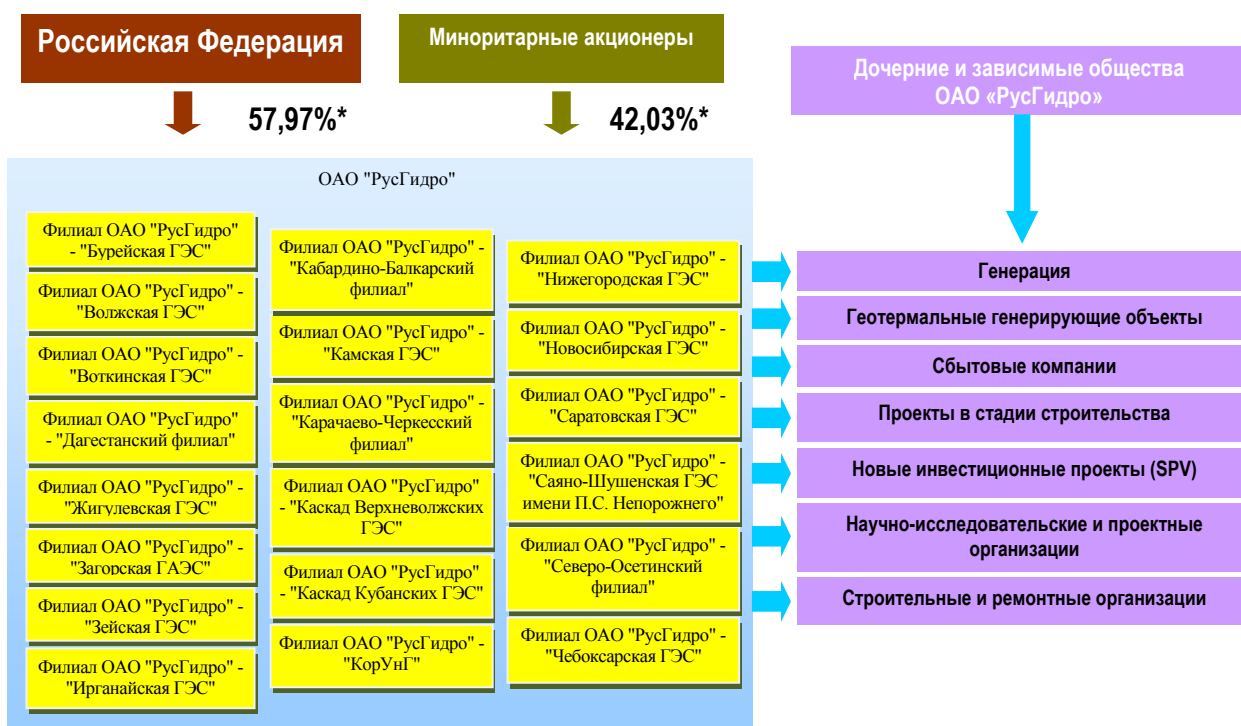 Российская Федерация
Миноритарные акционеры
57,97%*
42,03%*
Дочерние и зависимые общества
ОАО «РусГидро»
ОАО "РусГидро"
Филиал ОАО "РусГидро"
- "Бурейская ГЭС"
Филиал ОАО "РусГидро" -
"Волжская ГЭС"
Филиал ОАО "РусГидро" -
"Воткинская ГЭС"
Филиал ОАО "РусГидро"
- "Дагестанский филиал"
Филиал ОАО "РусГидро" -
"Жигулевская ГЭС"
Филиал ОАО "РусГидро" -
"Загорская ГАЭС"
Филиал ОАО "РусГидро" -
"Зейская ГЭС"
Филиал ОАО "РусГидро" -
"Ирганайская ГЭС"
Филиал ОАО "РусГидро" -
"Кабардино-Балкарский
филиал"
Филиал ОАО "РусГидро" -
"Камская ГЭС"
Филиал ОАО "РусГидро" -
"Карачаево-Черкесский
филиал"
Филиал ОАО "РусГидро"
- "Каскад Верхневолжских
ГЭС"
Филиал ОАО "РусГидро"
- "Каскад Кубанских ГЭС"
Филиал ОАО "РусГидро" -
"КорУнГ"
Филиал ОАО "РусГидро" -
"Нижегородская ГЭС"
Филиал ОАО "РусГидро" -
"Новосибирская ГЭС"
Филиал ОАО "РусГидро" -
"Саратовская ГЭС"
Филиал ОАО "РусГидро" -
"Саяно-Шушенская ГЭС
имени П.С. Непорожнего"
Филиал ОАО "РусГидро" -
"Северо-Осетинский
филиал"
Филиал ОАО "РусГидро" -
"Чебоксарская ГЭС"
Генерация
Геотермальные генерирующие объекты
Сбытовые компании
Проекты в стадии строительства
Новые инвестиционные проекты (SPV)
Научно-исследовательские и проектные
организации
Строительные и ремонтные организации